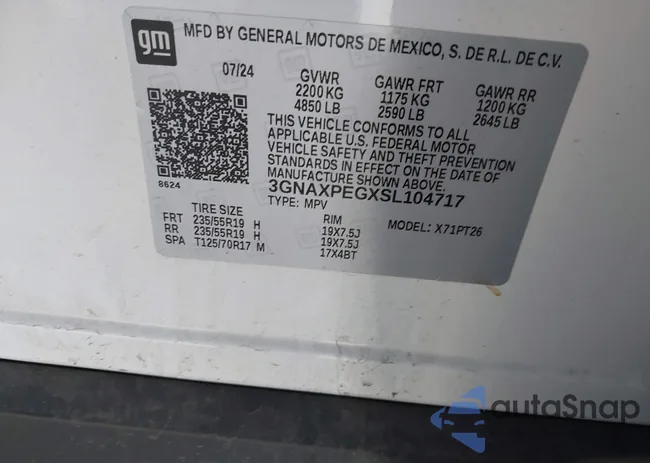 gm
MFD BY GENERAL MOTORS DE MEXICO, S. DE R.L. DE C.V.
07/24 GVWR GAWR FRT GAWR RR
2200 KG 1175 KG 1200 KG
4850 LB 2590 LB 2645 LB
THIS VEHICLE CONFORMS TO ALL
APPLICABLE U.S. FEDERAL MOTOR
VEHICLE SAFETY AND THEFT PREVENTION
STANDARDS IN EFFECT ON THE DATE OF
MANUFACTURE SHOWN ABOVE.
8624
3GNAXPEGXSL104717
TYPE: MPV
TIRE SIZE RIM MODEL: X71PT26
FRT 235/55R19 H 19X7.5J
RR 235/55R19 H 19X7.5J
SPA T125/70R17 M 17X4BT
autoSnap